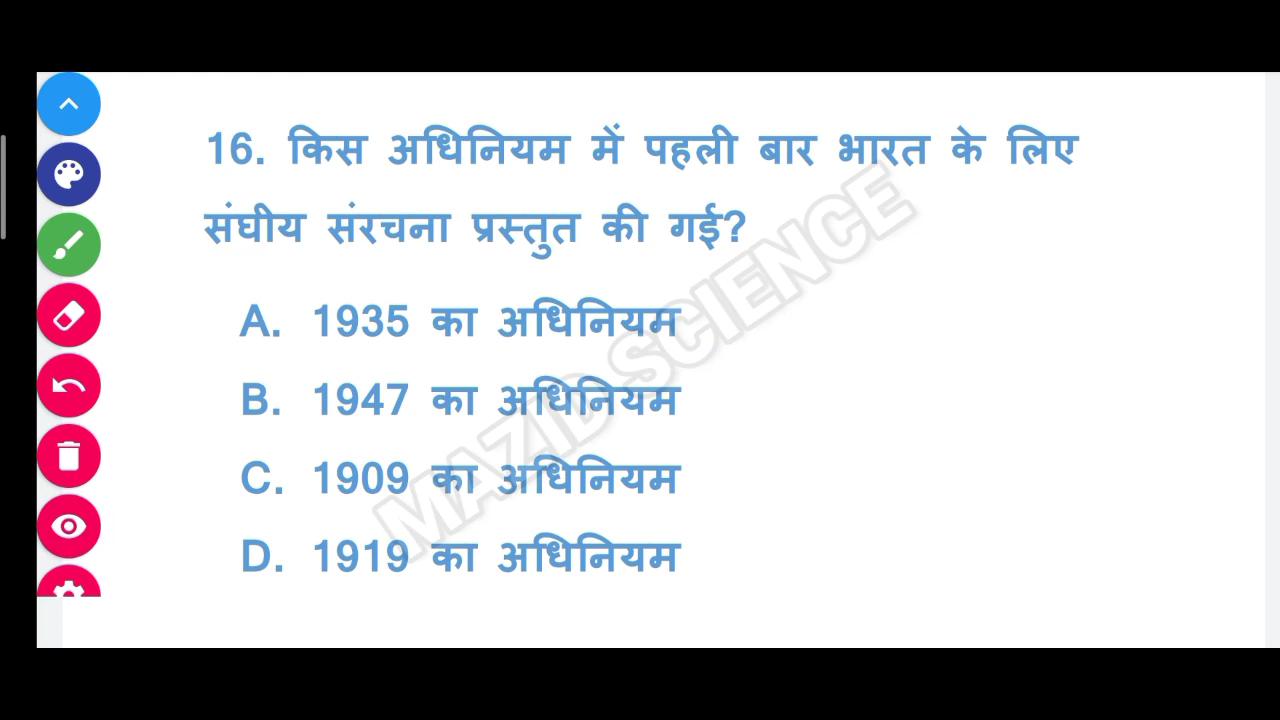 16. किस अधिनियम में पहली बार भारत के लिए
संघीय संरचना प्रस्तुत की गई?
A. 1935 का अधिनियम
B. 1947 का अधिनियम
C. 1909 का अधिनियम
D. 1919 का अधिनियम
MAZID SCIENCE